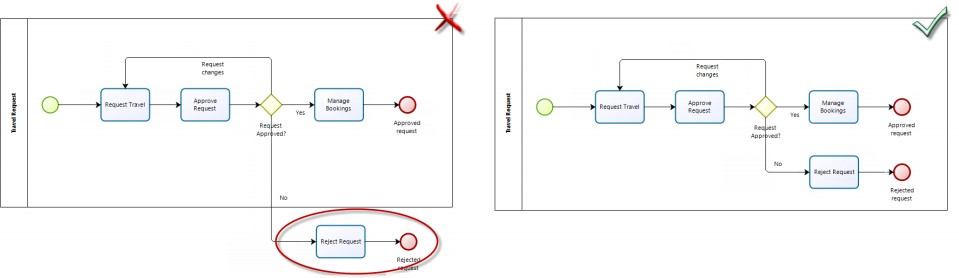 Travel Request
Request
changes
Request Travel
Approve
Request
Request
Approved?
Yes
Manage
Bookings
Approved
request
No
Reject Request
Rejected
request
Travel Request
Request
changes
Request Travel
Approve
Request
Request
Approved?
Yes
Manage
Bookings
Approved
request
No
Reject Request
Rejected
request